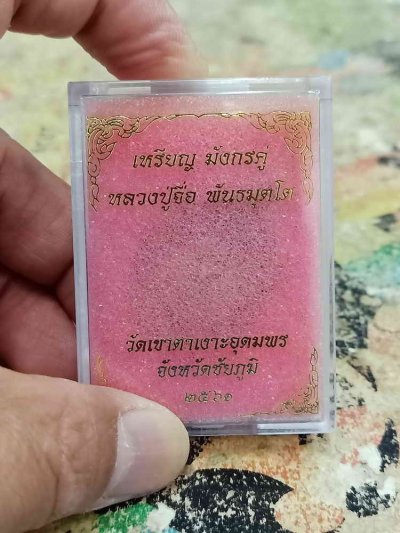 เหรียญ มังกรคู่
หลวงปู่ฮื่อ พันธมุตโต
วัดเขาตาเงาะอุดมพร
จังหวัดชัยภูมิ
๒๕๖๑